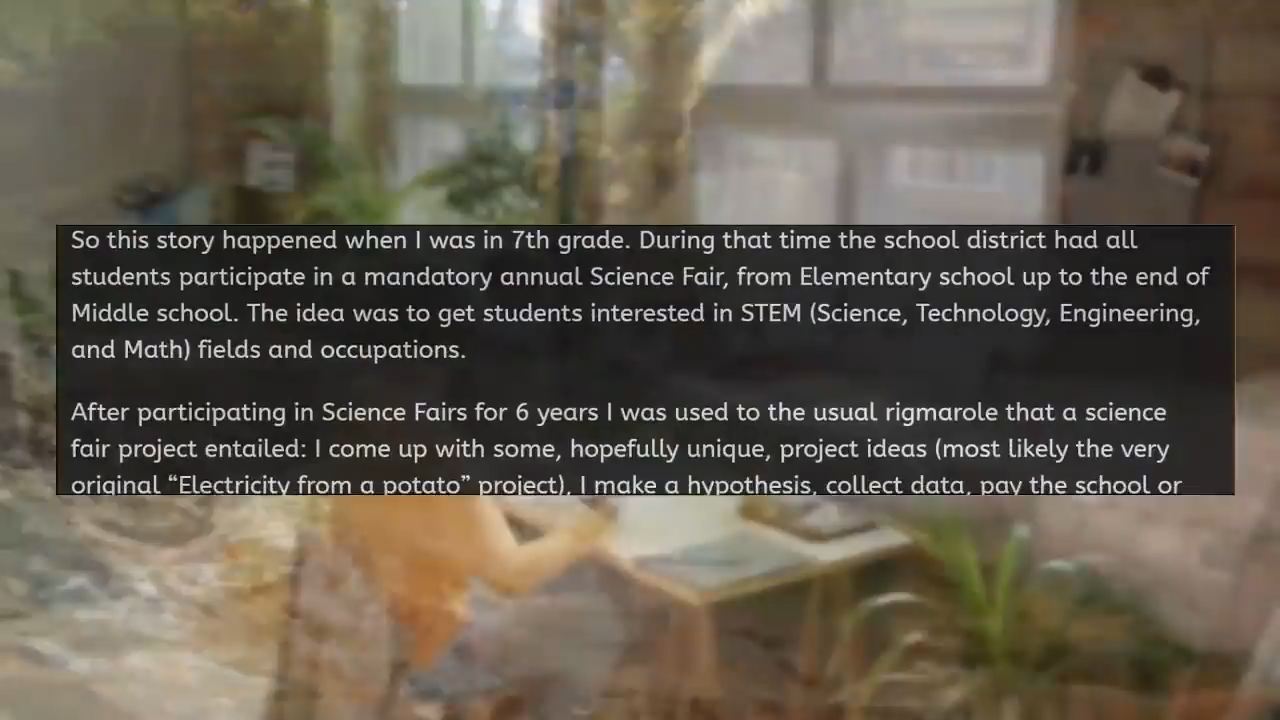 So this story happened when I was in 7th grade. During that time the school district had all
students participate in a mandatory annual Science Fair, from Elementary school up to the end of
Middle school. The idea was to get students interested in STEM (Science, Technology, Engineering,
and Math) fields and occupations.
After participating in Science Fairs for 6 years I was used to the usual rigmarole that a science
fair project entailed: I come up with some, hopefully unique, project ideas (most likely the very
original “Electricity from a potato” project), I make a hypothesis, collect data, pay the school or